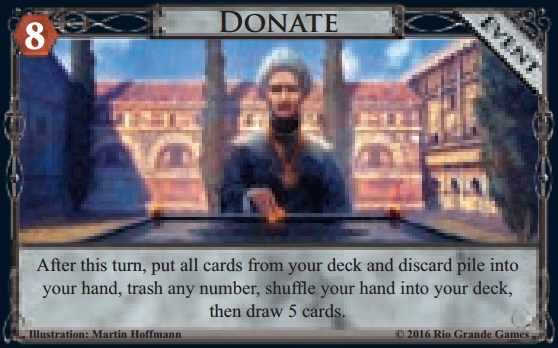 DONATE
8
EVENT
After this turn, put all cards from your deck and discard pile into
your hand, trash any number, shuffle your hand into your deck,
then draw 5 cards.
Illustration: Martin Hoffmann
© 2016 Rio Grande Games